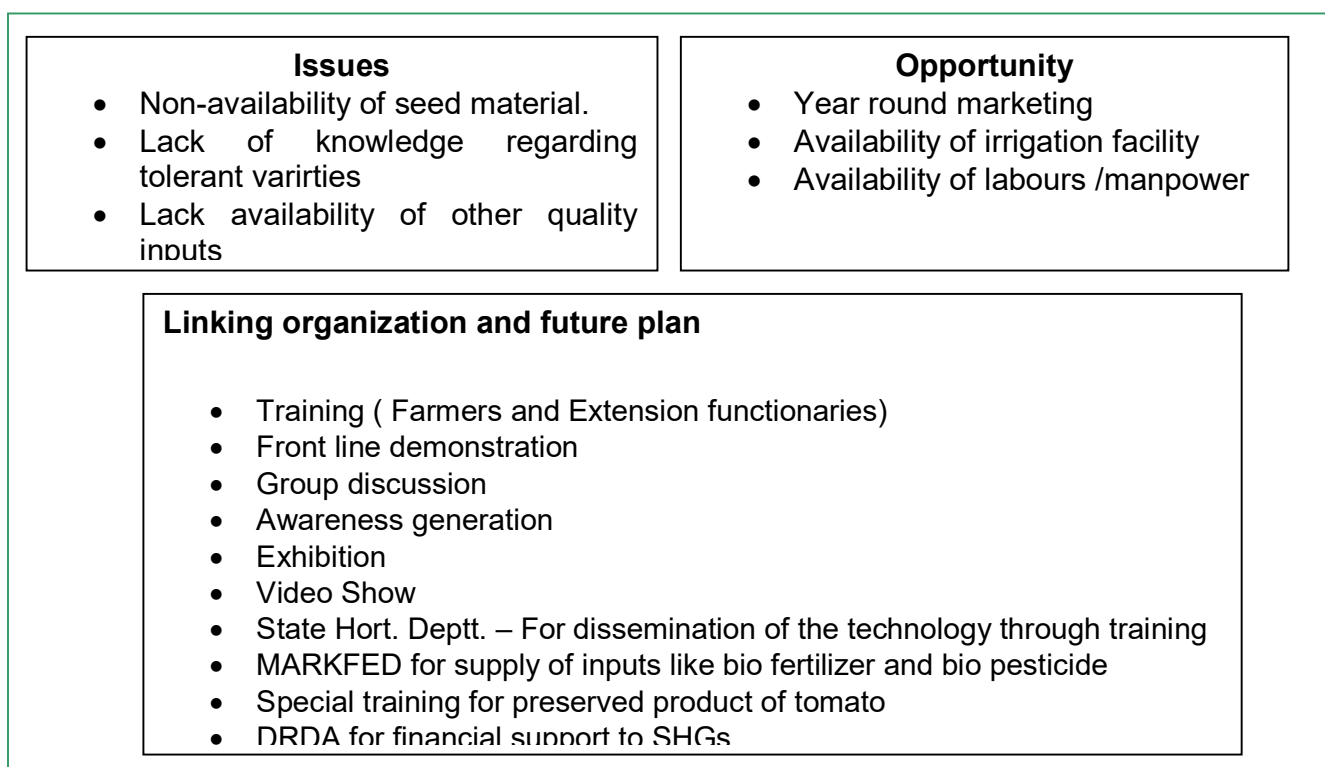 Issues
• Non-availability of seed material.
• Lack of knowledge regarding
tolerant varirties
• Lack availability of other quality
inputs
Opportunity
• Year round marketing
• Availability of irrigation facility
• Availability of labours /manpower
Linking organization and future plan
• Training ( Farmers and Extension functionaries)
• Front line demonstration
• Group discussion
• Awareness generation
• Exhibition
• Video Show
• State Hort. Deptt. – For dissemination of the technology through training
• MARKFED for supply of inputs like bio fertilizer and bio pesticide
• Special training for preserved product of tomato
• DRDA for financial support to SHGs